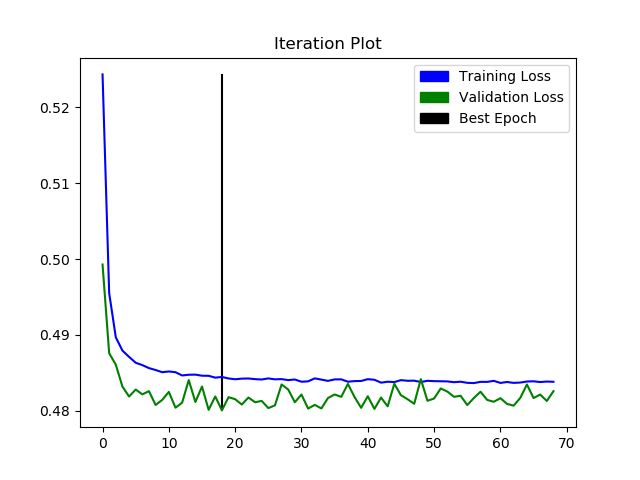 Iteration Plot
Training Loss
Validation Loss
Best Epoch
0.52
0.51
0.50
0.49
0.48
0 10 20 30 40 50 60 70